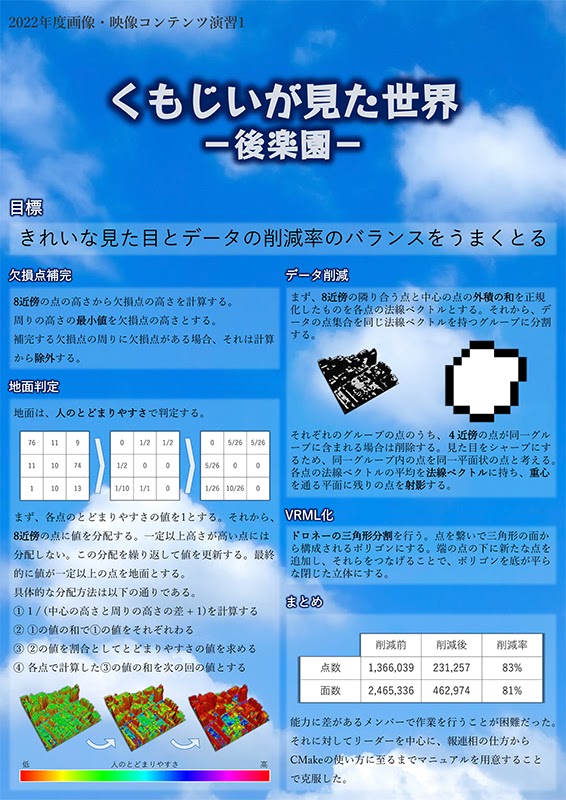 2022年度画像・映像コンテンツ演習1
くもじいが見た世界
ー後楽園ー
目標
きれいな見た目とデータの削減率のバランスをうまくとる
欠損点補完
8近傍の点の高さから欠損点の高さを計算する。
周りの高さの最小値を欠損点の高さとする。
補完する欠損点の周りに欠損点がある場合、それは計算
から除外する。
地面判定
地面は、人のとどまりやすさで判定する。
76 11 9
11 10 74
1 10 13
0 1/2 1/2
1/2 0 0
1/10 1/1 0
0 5/26 5/26
5/26 0 0
1/26 10/26 0
まず、各点のとどまりやすさの値を1とする。それから、
8近傍の点に値を分配する。一定以上高さが高い点には
分配しない。この分配を繰り返して値を更新する。最終
的に値が一定以上の点を地面とする。
具体的な分配方法は以下の通りである。
① 1 / (中心の高さと周りの高さの差 + 1)を計算する
② ①の値の和で①の値をそれぞれわる
③ ②の値を割合としてとどまりやすさの値を求める
④ 各点で計算した③の値の和を次の回の値とする
低 人のとどまりやすさ 高
データ削減
まず、8近傍の隣り合う点と中心の点の外積の和を正規
化したものを各点の法線ベクトルとする。それから、デ
ータの点集合を同じ法線ベクトルを持つグループに分割
する。
それぞれのグループの点のうち、4近傍の点が同一グル
ープに含まれる場合は削除する。見た目をシャープにす
るため、同一グループ内の点を同一平面状の点と考える。
各点の法線ベクトルの平均を法線ベクトルに持ち、重心
を通る平面に残りの点を射影する。
VRML化
ドロネーの三角形分割を行う。点を繋いで三角形の面か
ら構成されるポリゴンにする。端の点の下に新たな点を
追加し、それらをつなげることで、ポリゴンを底が平ら
な閉じた立体にする。
まとめ
削減前 削減後 削減率
点数 1,366,039 231,257 83%
面数 2,465,336 462,974 81%
能力に差があるメンバーで作業を行うことが困難だった。
それに対してリーダーを中心に、報連相の仕方から
CMakeの使い方に至るまでマニュアルを用意すること
で克服した。